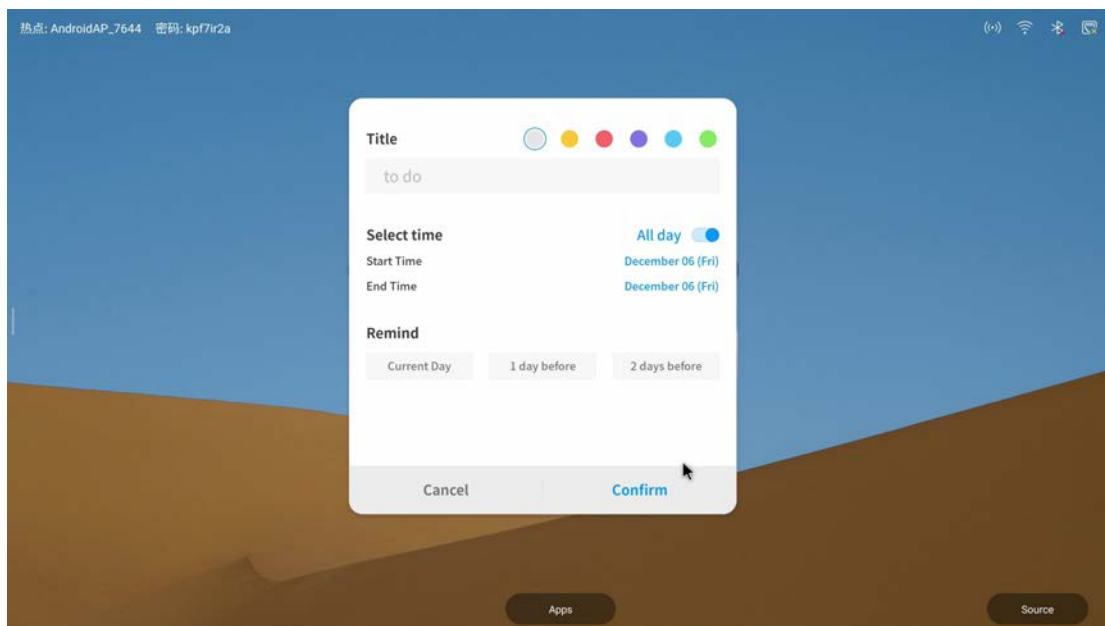 热点: AndroidAP_7644 密码: kpf7ir2a
Title
to do
Select time All day
Start Time December 06 (Fri)
End Time December 06 (Fri)
Remind
Current Day 1 day before 2 days before
Cancel Confirm
Apps Source